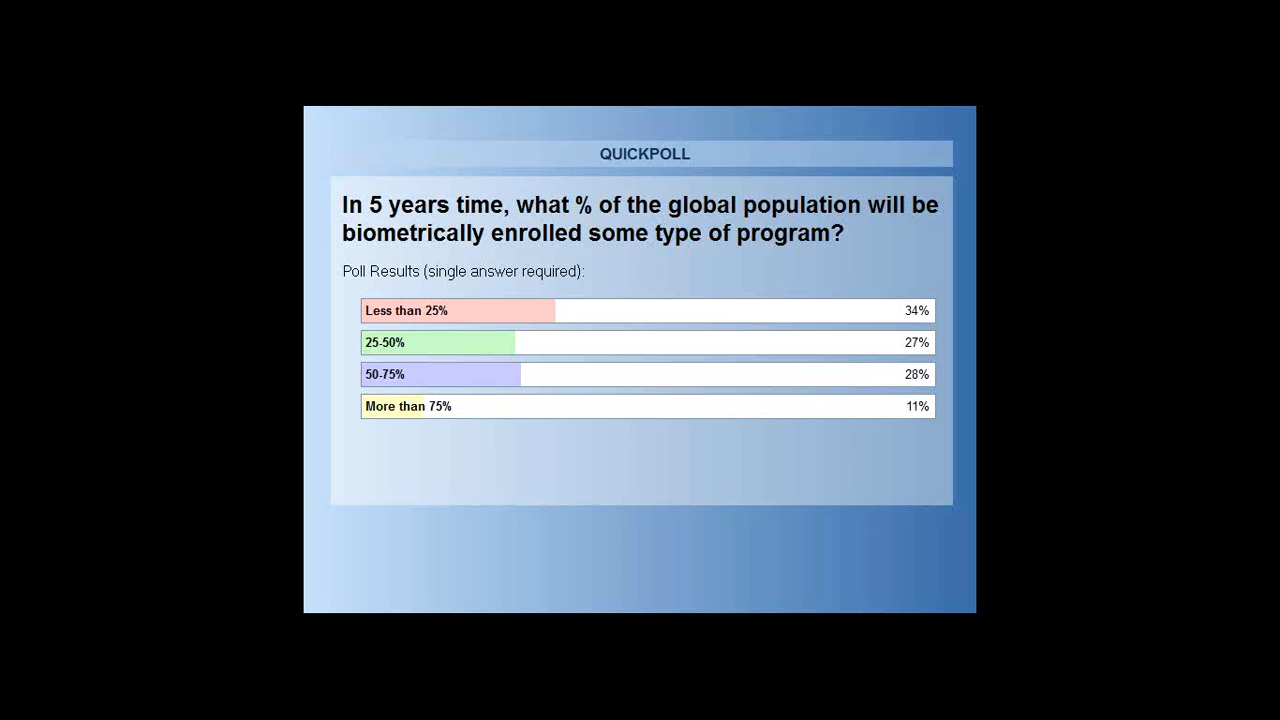 QUICKPOLL
In 5 years time, what % of the global population will be
biometrically enrolled some type of program?
Poll Results (single answer required):
Less than 25% 34%
25-50% 27%
50-75% 28%
More than 75% 11%